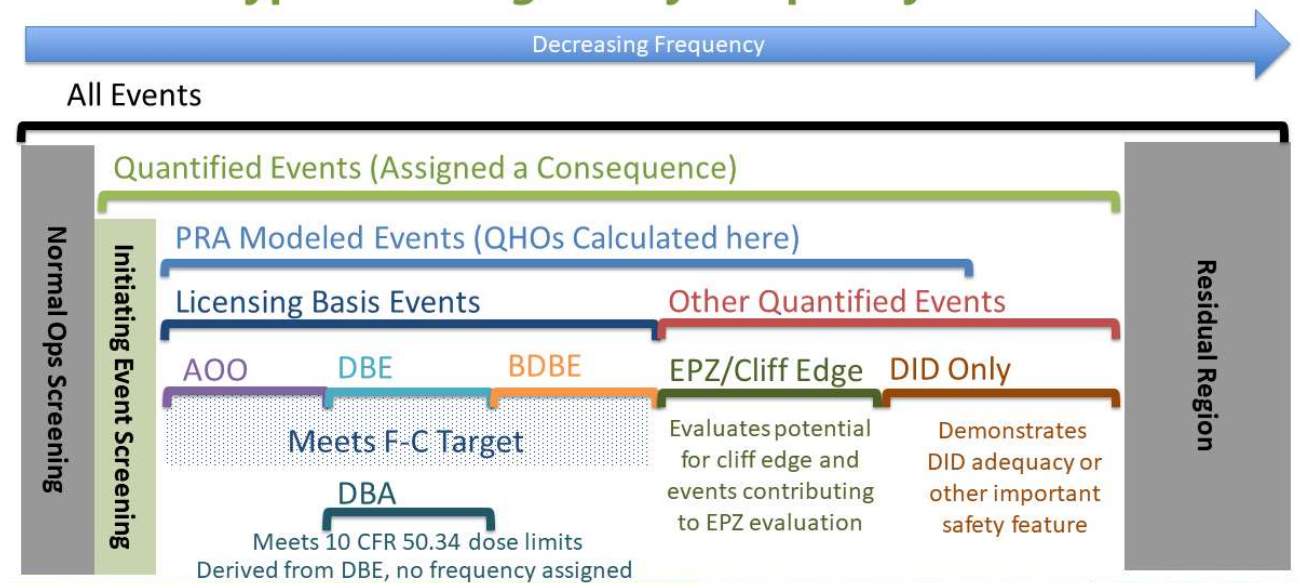 Decreasing Frequency
All Events
Quantified Events (Assigned a Consequence)
PRA Modeled Events (QHOs Calculated here)
Licensing Basis Events
Other Quantified Events
AOO
DBE
BDBE
EPZ/Cliff Edge
DID Only
Meets F-C Target
Evaluates potential
for cliff edge and
events contributing
to EPZ evaluation
Demonstrates
DID adequacy or
other important
safety feature
DBA
Meets 10 CFR 50.34 dose limits
Derived from DBE, no frequency assigned
Normal Ops Screening
Initiating Event Screening
Residual Region